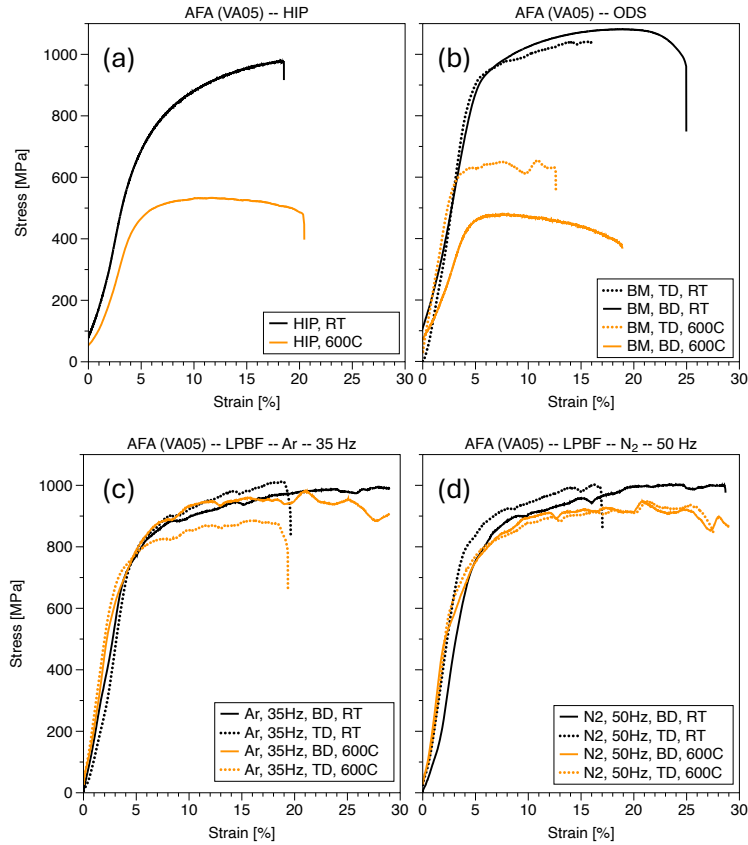 AFA (VA05) -- HIP
(a)
Stress [MPa]
1000
800
600
400
200
0
HIP, RT
HIP, 600C
0 5 10 15 20 25 30
Strain [%]
AFA (VA05) -- ODS
(b)
BM, TD, RT
BM, BD, RT
BM, TD, 600C
BM, BD, 600C
0 5 10 15 20 25 30
Strain [%]
AFA (VA05) -- LPBF -- Ar -- 35 Hz
(c)
Stress [MPa]
1000
800
600
400
200
0
Ar, 35Hz, BD, RT
Ar, 35Hz, TD, RT
Ar, 35Hz, BD, 600C
Ar, 35Hz, TD, 600C
0 5 10 15 20 25 30
Strain [%]
AFA (VA05) -- LPBF -- N₂ -- 50 Hz
(d)
N2, 50Hz, BD, RT
N2, 50Hz, TD, RT
N2, 50Hz, BD, 600C
N2, 50Hz, TD, 600C
0 5 10 15 20 25 30
Strain [%]